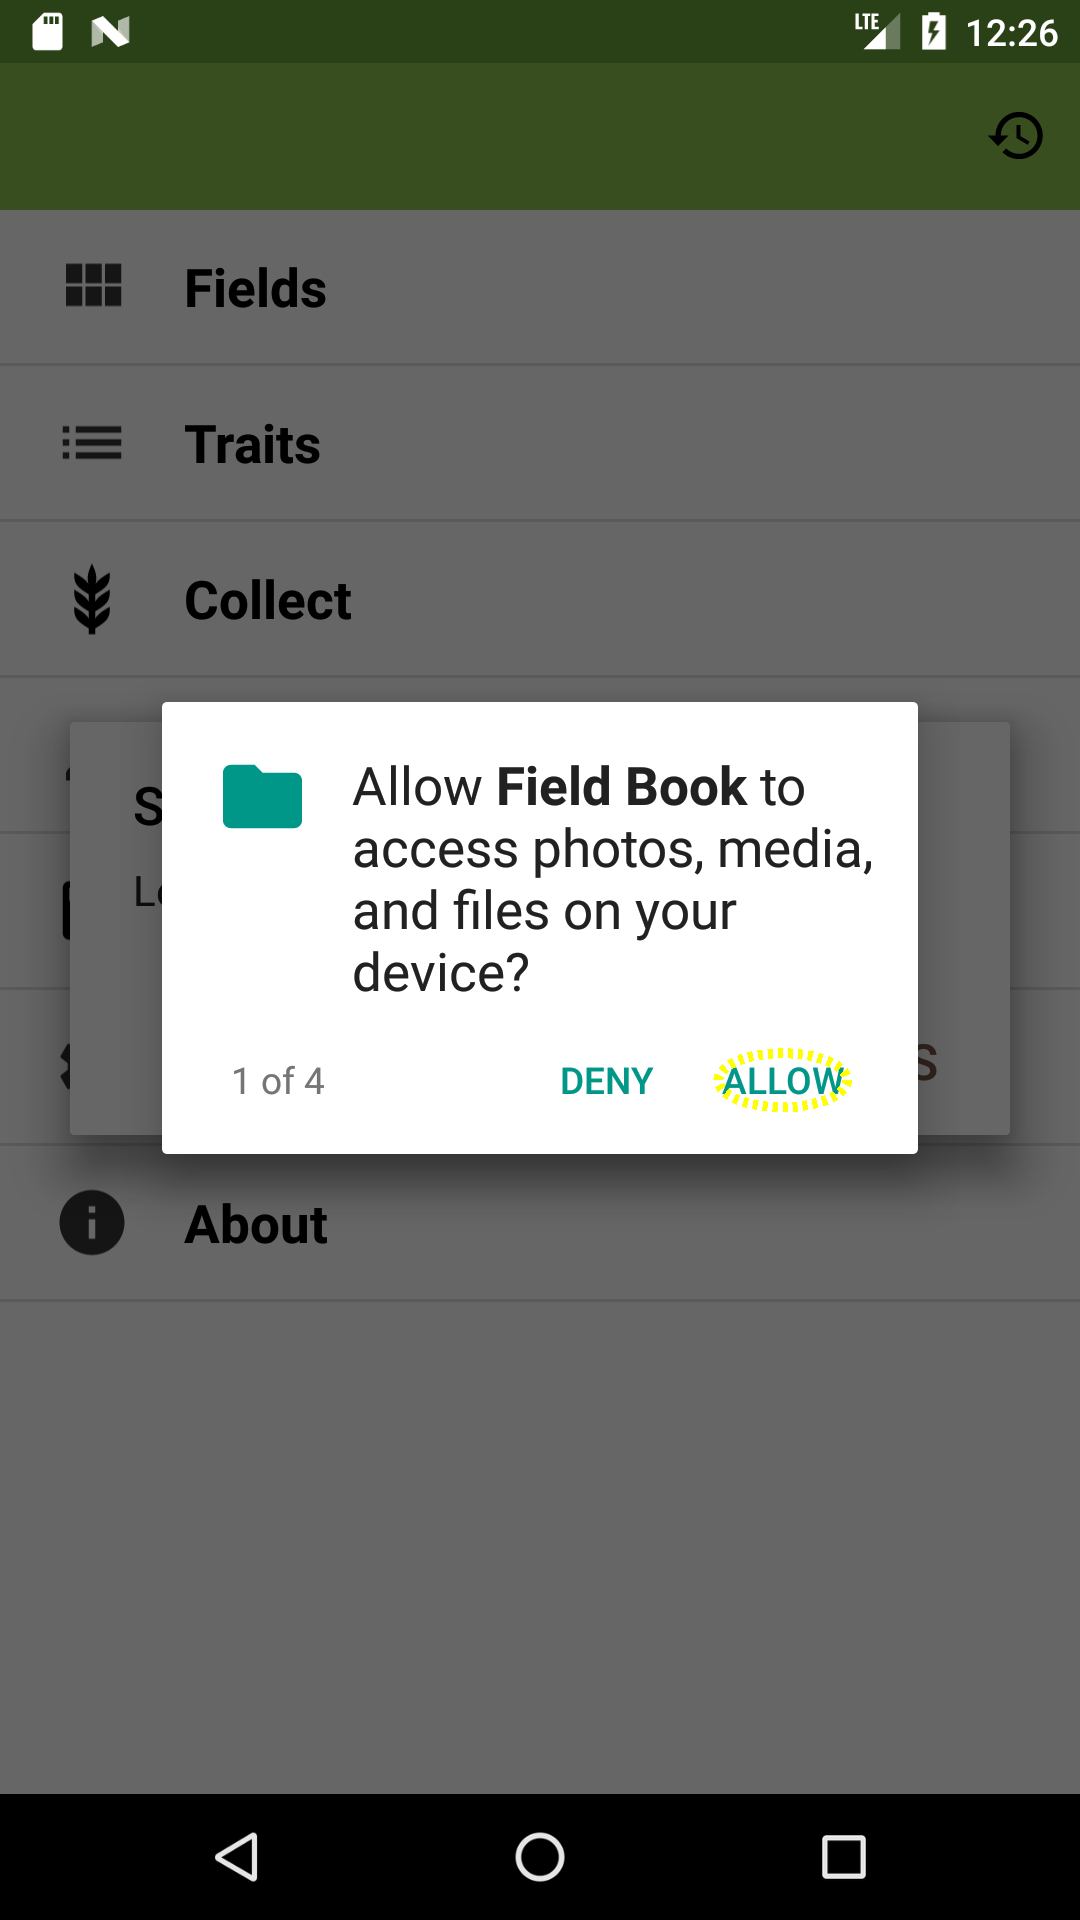 LTE 12:26
Fields
Traits
Collect
Allow Field Book to
access photos, media,
and files on your
device?
1 of 4 DENY ALLOW
About